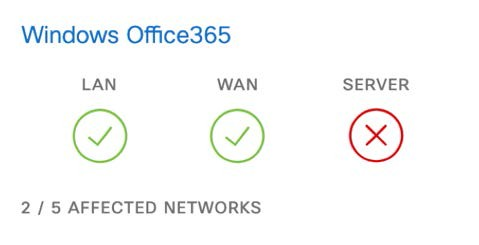 Windows Office365
LAN WAN SERVER
2 / 5 AFFECTED NETWORKS